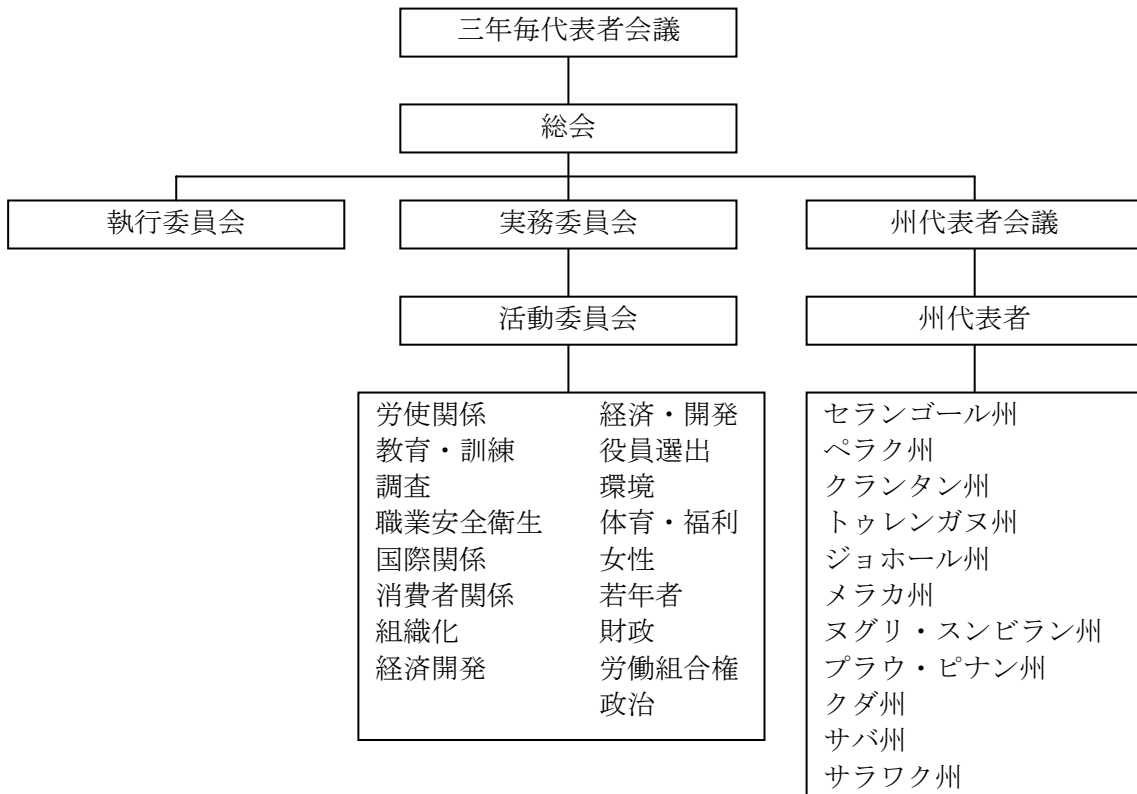 三年毎代表者会議
総会
執行委員会
実務委員会
州代表者会議
活動委員会
州代表者
労使関係
教育・訓練
調査
職業安全衛生
国際関係
消費者関係
組織化
経済開発
経済・開発
役員選出
環境
体育・福利
女性
若年者
財政
労働組合権
政治
セランゴール州
ペラク州
クランタン州
トゥレンガヌ州
ジョホール州
メラカ州
ヌグリ・スンビラン州
プラウ・ピナン州
クダ州
サバ州
サラワク州